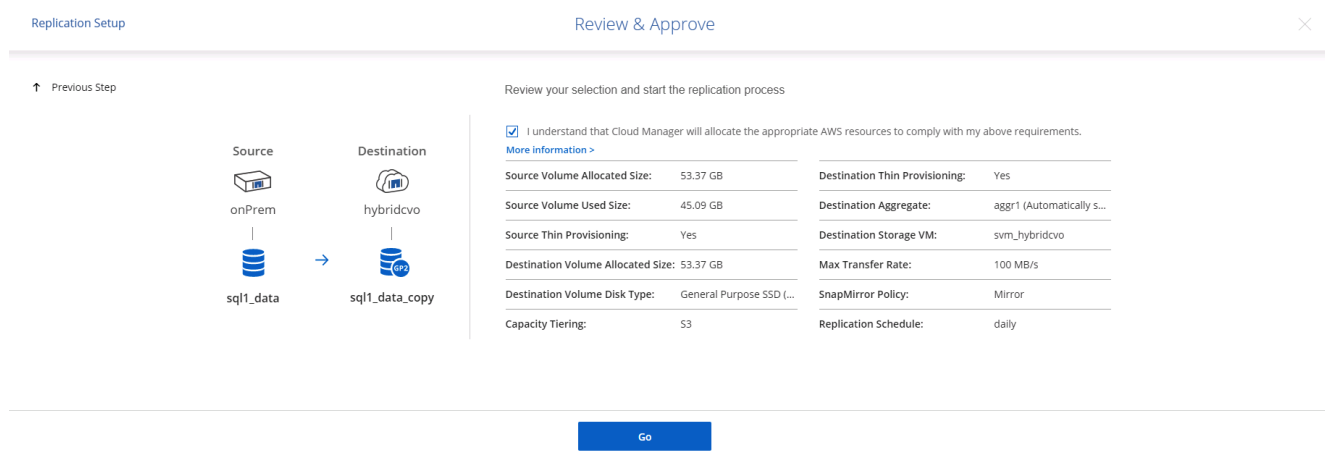 Replication Setup
Review & Approve
↑ Previous Step
Review your selection and start the replication process
Source
Destination
onPrem
hybridcvo
GP2
sql1_data
sql1_data_copy
I understand that Cloud Manager will allocate the appropriate AWS resources to comply with my above requirements.
More information >
Source Volume Allocated Size: 53.37 GB
Source Volume Used Size: 45.09 GB
Source Thin Provisioning: Yes
Destination Volume Allocated Size: 53.37 GB
Destination Volume Disk Type: General Purpose SSD (...
Capacity Tiering: S3
Destination Thin Provisioning: Yes
Destination Aggregate: aggr1 (Automatically s...
Destination Storage VM: svm_hybridcvo
Max Transfer Rate: 100 MB/s
SnapMirror Policy: Mirror
Replication Schedule: daily
Go